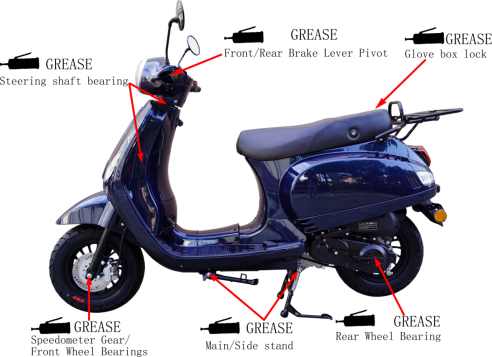 GREASE
Front/Rear Brake Lever Pivot
GREASE
Glove box lock
GREASE
Steering shaft bearing
GREASE
Speedometer Gear/
Front Wheel Bearings
GREASE
Main/Side stand
GREASE
Rear Wheel Bearing